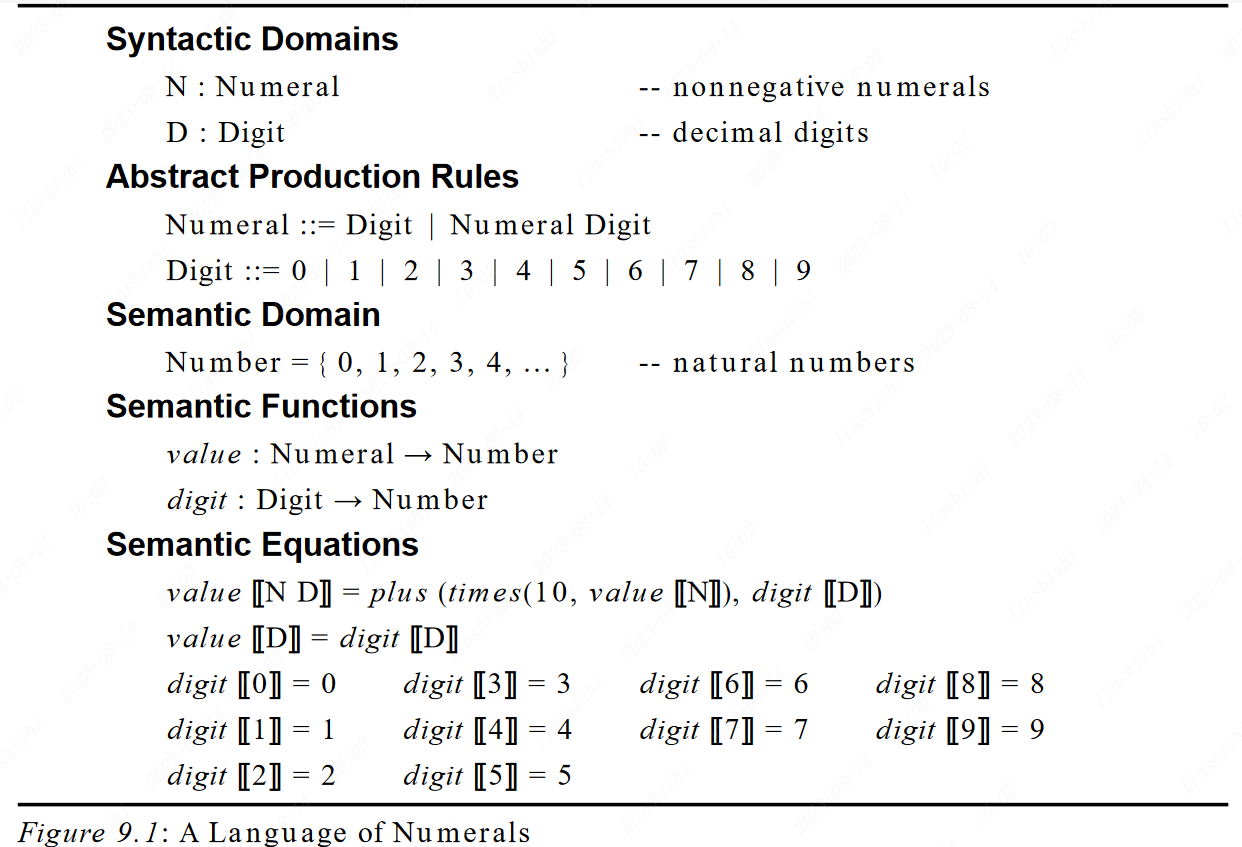 Syntactic Domains
N : Numeral -- nonnegative numerals
D : Digit -- decimal digits
Abstract Production Rules
Numeral ::= Digit | Numeral Digit
Digit ::= 0 | 1 | 2 | 3 | 4 | 5 | 6 | 7 | 8 | 9
Semantic Domain
Number = { 0, 1, 2, 3, 4, … } -- natural numbers
Semantic Functions
value : Numeral → Number
digit : Digit → Number
Semantic Equations
value ⟦N D⟧ = plus (times(10, value ⟦N⟧), digit ⟦D⟧)
value ⟦D⟧ = digit ⟦D⟧
digit ⟦0⟧ = 0 digit ⟦3⟧ = 3 digit ⟦6⟧ = 6 digit ⟦8⟧ = 8
digit ⟦1⟧ = 1 digit ⟦4⟧ = 4 digit ⟦7⟧ = 7 digit ⟦9⟧ = 9
digit ⟦2⟧ = 2 digit ⟦5⟧ = 5
Figure 9.1: A Language of Numerals